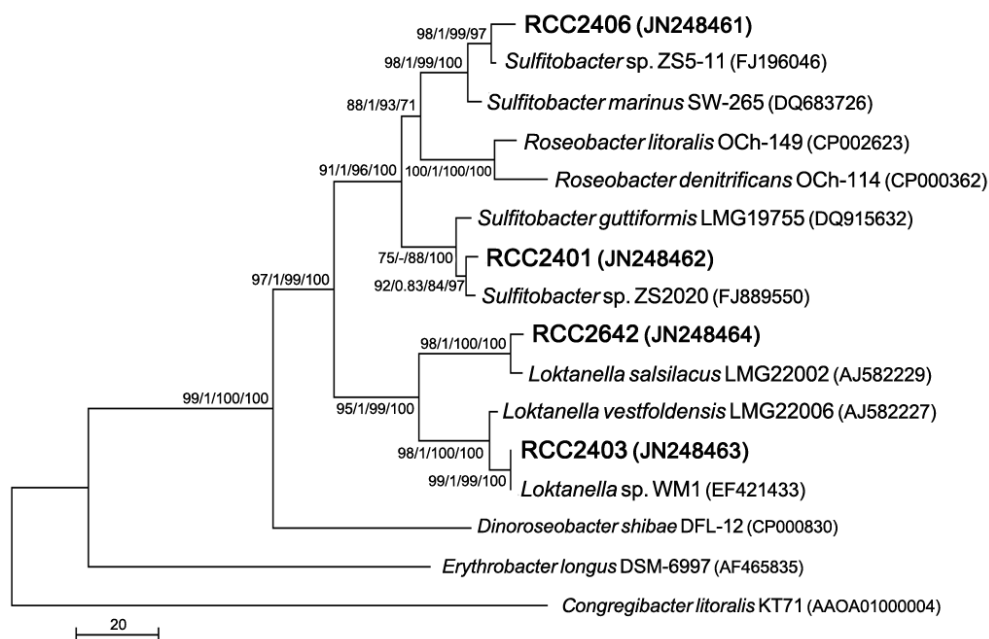 98/1/99/97
RCC2406 (JN248461)
98/1/99/100
Sulfitobacter sp. ZS5-11 (FJ196046)
Sulfitobacter marinus SW-265 (DQ683726)
88/1/93/71
Roseobacter litoralis OCh-149 (CP002623)
91/1/96/100
100/1/100/100
Roseobacter denitrificans OCh-114 (CP000362)
Sulfitobacter guttiformis LMG19755 (DQ915632)
75/-/88/100
RCC2401 (JN248462)
97/1/99/100
92/0.83/84/97
Sulfitobacter sp. ZS2020 (FJ889550)
RCC2642 (JN248464)
98/1/100/100
Loktanella salsilacus LMG22002 (AJ582229)
99/1/100/100
95/1/99/100
Loktanella vestfoldensis LMG22006 (AJ582227)
98/1/100/100
RCC2403 (JN248463)
99/1/99/100
Loktanella sp. WM1 (EF421433)
Dinoroseobacter shibae DFL-12 (CP000830)
Erythrobacter longus DSM-6997 (AF465835)
Congregibacter litoralis KT71 (AAOA01000004)
20